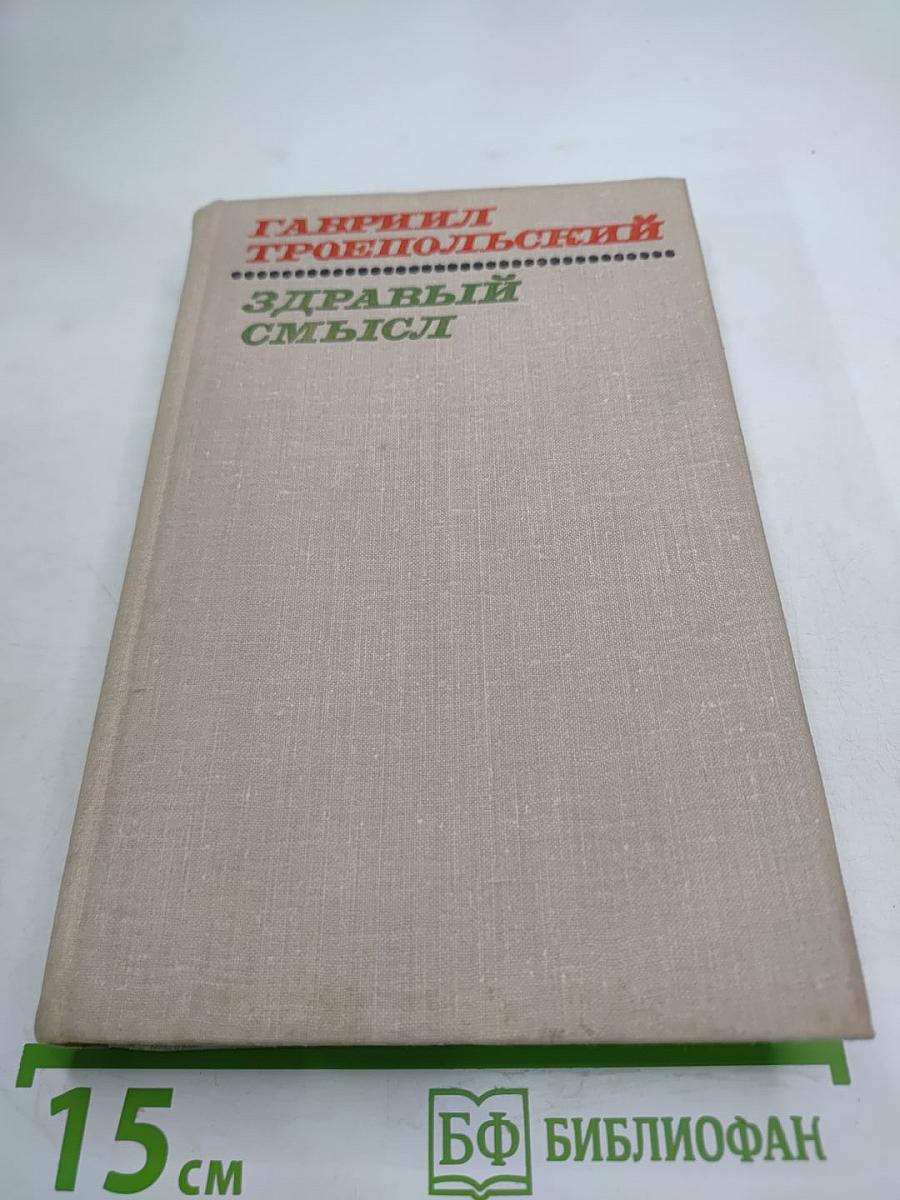 ГАВРИИЛ
ТРОЕПОЛЬСКИЙ
ЗДРАВЫЙ
СМЫСЛ
15 см
БФ БИБЛИОФАН